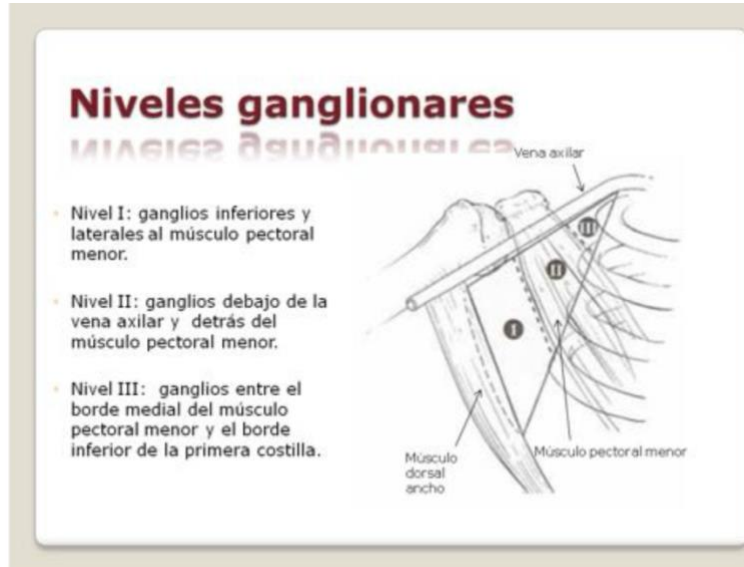 Niveles ganglionares
Nivel I: ganglios inferiores y
laterales al músculo pectoral
menor.
Nivel II: ganglios debajo de la
vena axilar y detrás del
músculo pectoral menor.
Nivel III: ganglios entre el
borde medial del músculo
pectoral menor y el borde
inferior de la primera costilla.
Vena axilar
III
II
I
Músculo pectoral menor
Músculo
dorsal
ancho